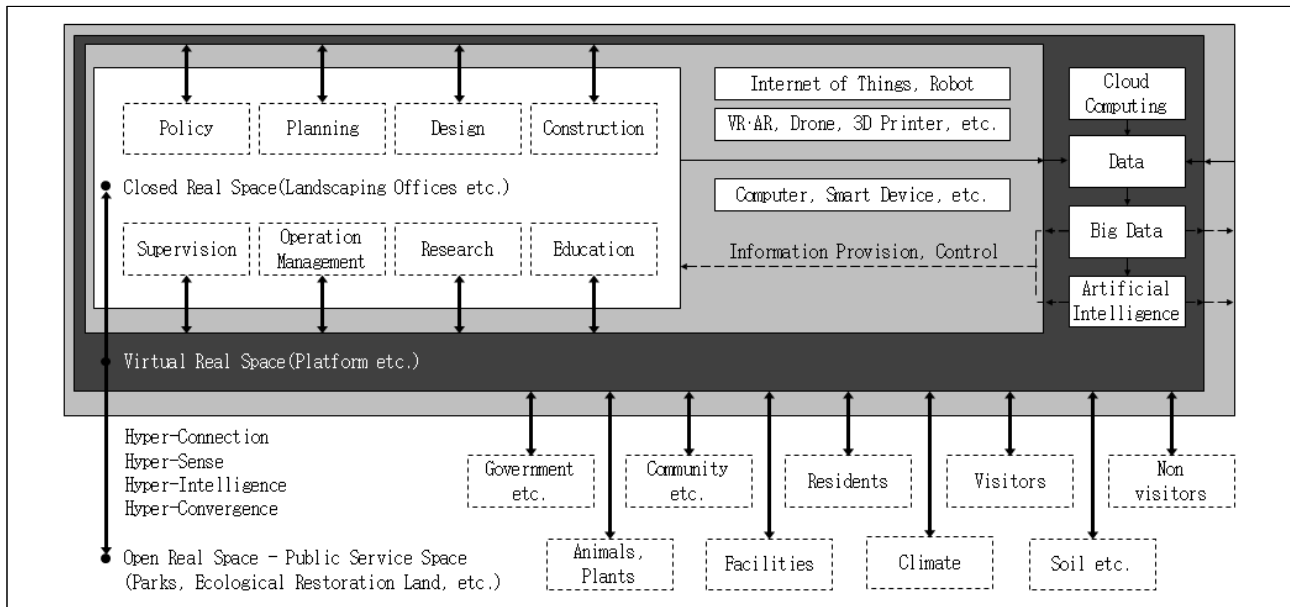 Policy
Planning
Design
Construction
Closed Real Space(Landscaping Offices etc.)
Supervision
Operation
Management
Research
Education
Internet of Things, Robot
VR·AR, Drone, 3D Printer, etc.
Computer, Smart Device, etc.
Information Provision, Control
Cloud
Computing
Data
Big Data
Artificial
Intelligence
Virtual Real Space(Platform etc.)
Hyper-Connection
Hyper-Sense
Hyper-Intelligence
Hyper-Convergence
Government
etc.
Community
etc.
Residents
Visitors
Non
visitors
Open Real Space - Public Service Space
(Parks, Ecological Restoration Land, etc.)
Animals,
Plants
Facilities
Climate
Soil etc.